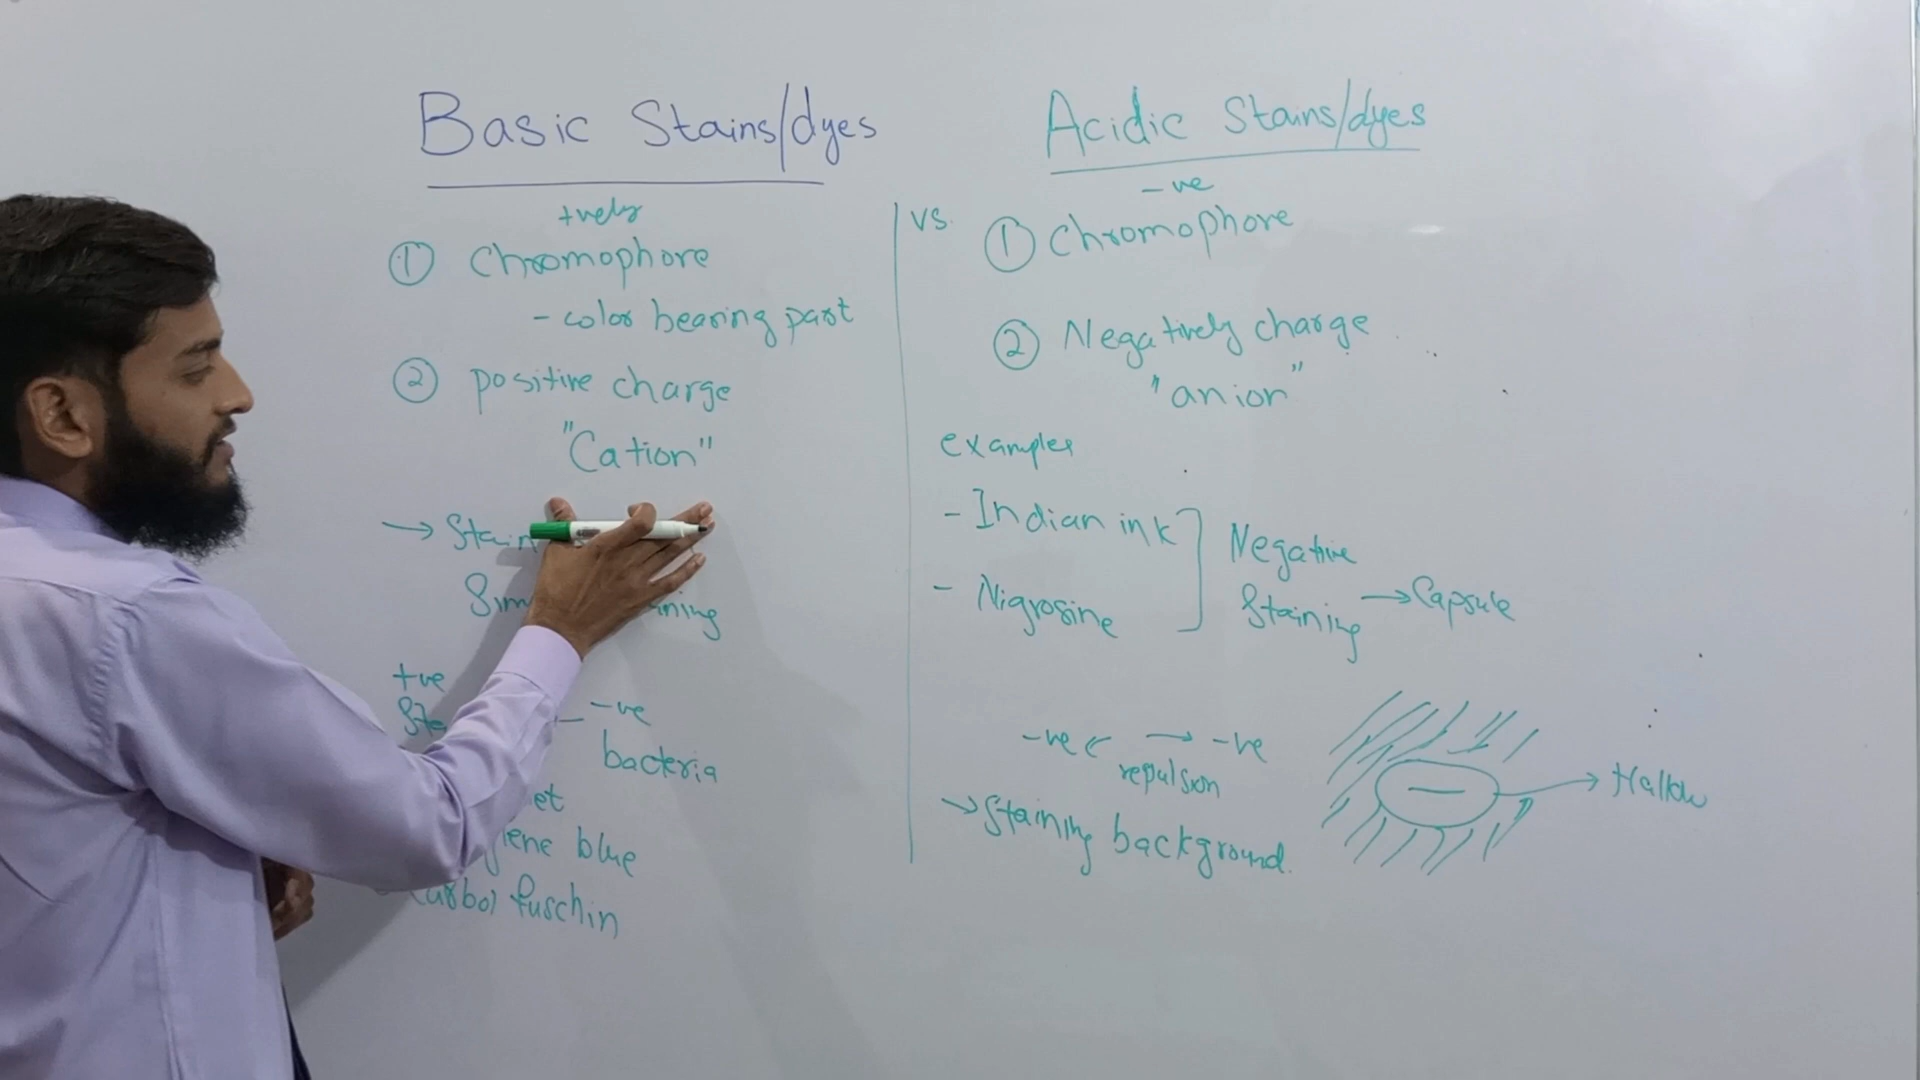 Basic Stains/dyes
+vely
① Chromophore
- color bearing part
② positive charge
"Cation"
→
+ve
-ve
bacteria
blue
fuschin
vs.
Acidic Stains/dyes
-ve
① Chromophore
② Negatively charge
"anion"
examples
- Indian ink
- Nigrosine
Negative
Staining → Capsule
-ve ← → -ve
repulsion
→ Staining background.
Hallow